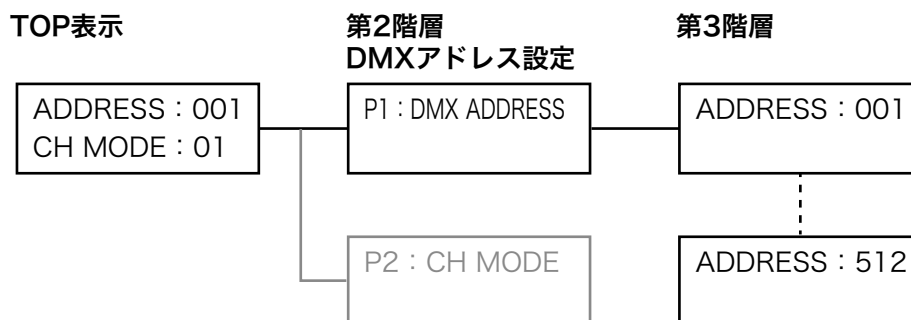 TOP表示
第2階層
DMXアドレス設定
第3階層
ADDRESS：001
CH MODE：01
P1：DMX ADDRESS
ADDRESS：001
P2：CH MODE
ADDRESS：512